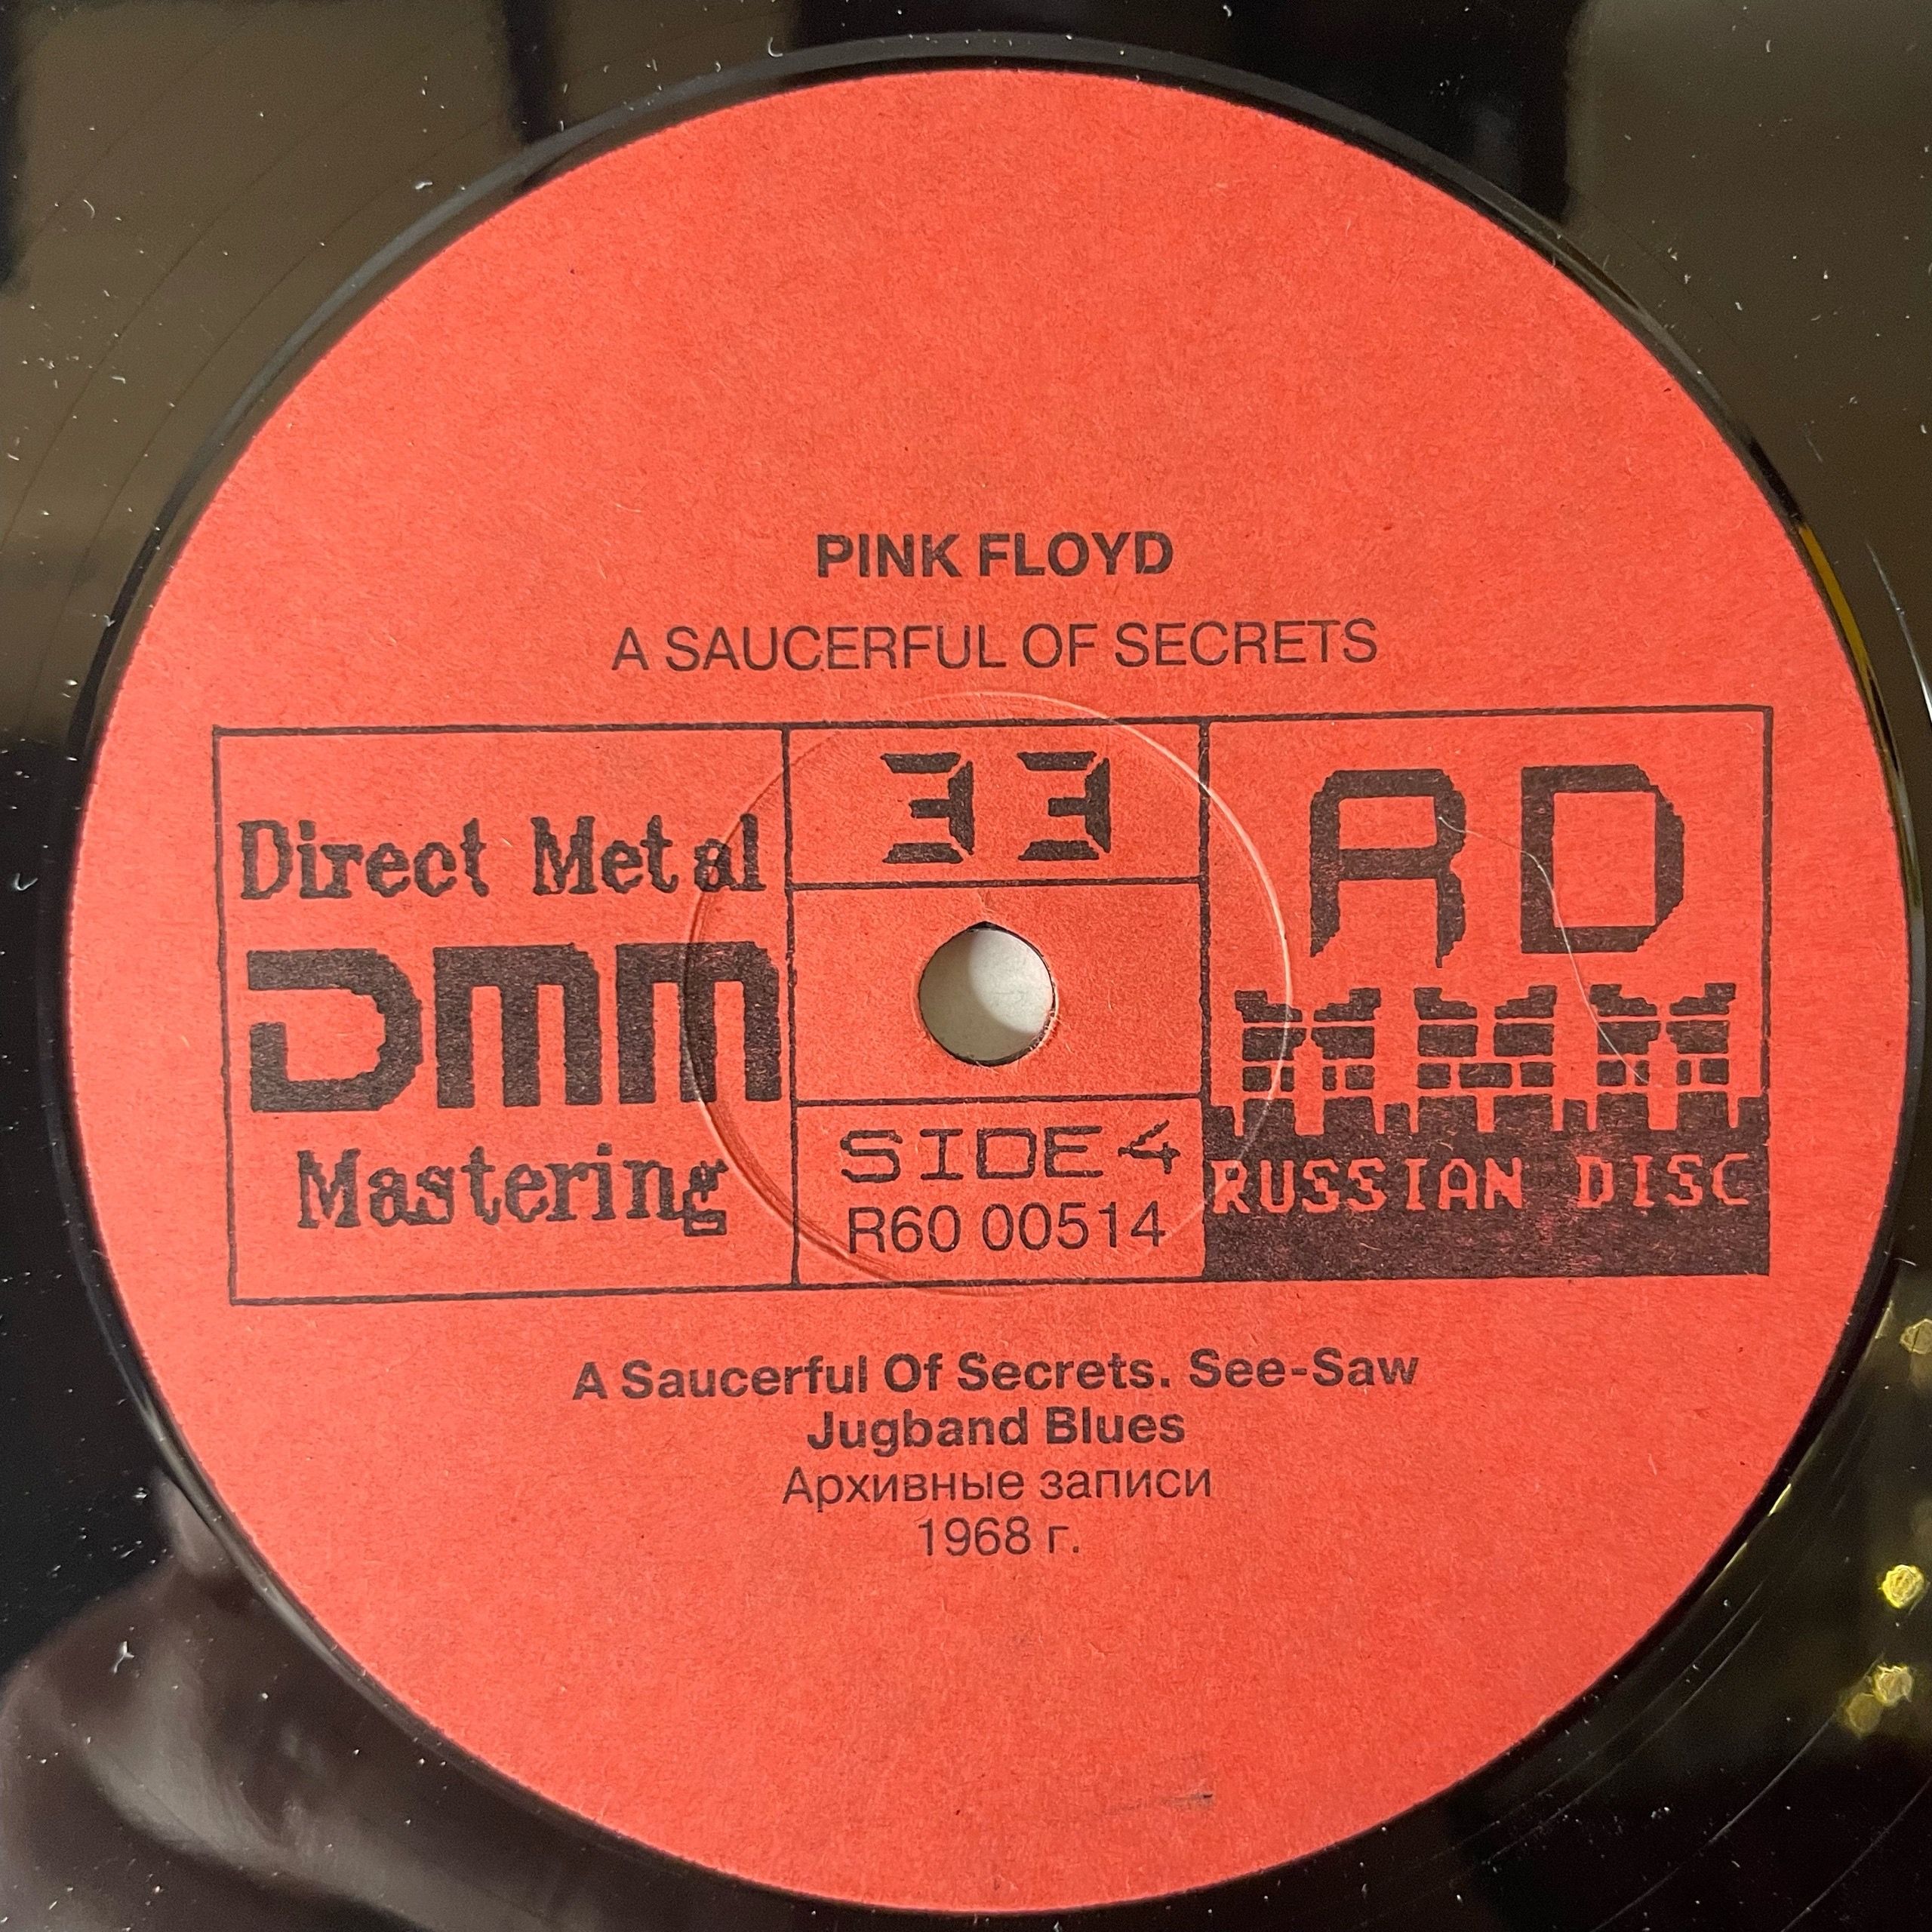 PINK FLOYD
A SAUCERFUL OF SECRETS
Direct Metal
DMM
Mastering
33
SIDE 4
R60 00514
RD
RUSSIAN DISC
A Saucerful Of Secrets. See-Saw
Jugband Blues
Архивные записи
1968 г.